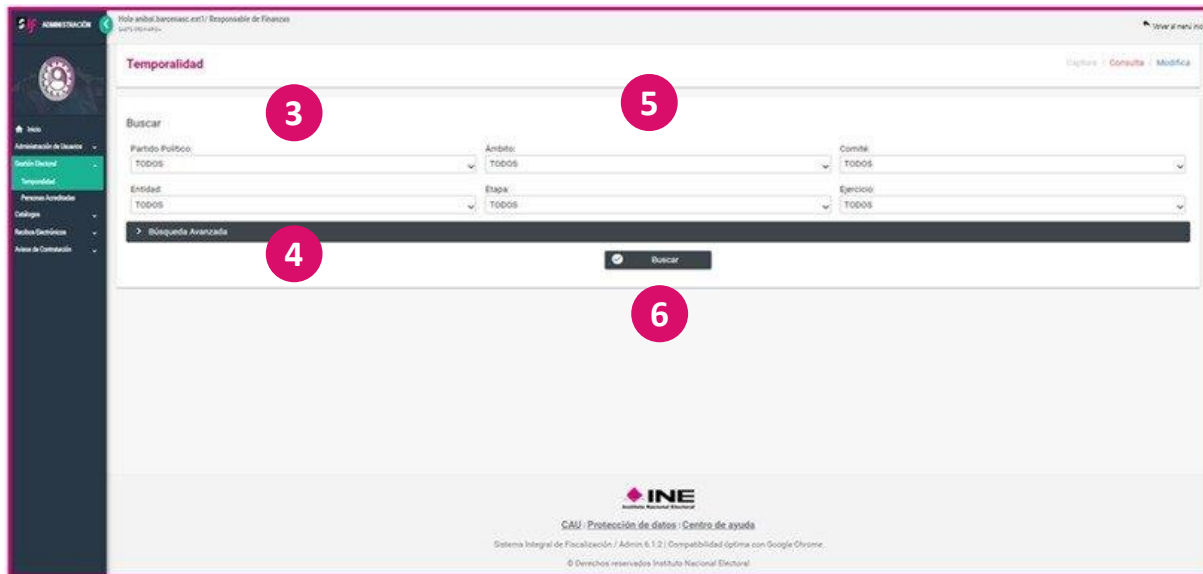 SIF ADMINISTRACIÓN
Hola anibal.barcenasc.ext1/ Responsable de Finanzas
Volver al menú
Temporalidad
Captura | Consulta | Modifica
3
5
Buscar
Partido Político:
Ámbito:
Comité:
TODOS
TODOS
TODOS
Entidad:
Etapa:
Ejercicio:
TODOS
TODOS
TODOS
Búsqueda Avanzada
4
Buscar
6
Inicio
Administración de Usuarios
Gestión Electoral
Temporalidad
Personas Acreditadas
Catálogos
Recibos Electrónicos
Avisos de Contratación
INE
Instituto Nacional Electoral
CAU | Protección de datos | Centro de ayuda
Sistema Integral de Fiscalización / Admin 6.1.2 | Compatibilidad óptima con Google Chrome
© Derechos reservados Instituto Nacional Electoral